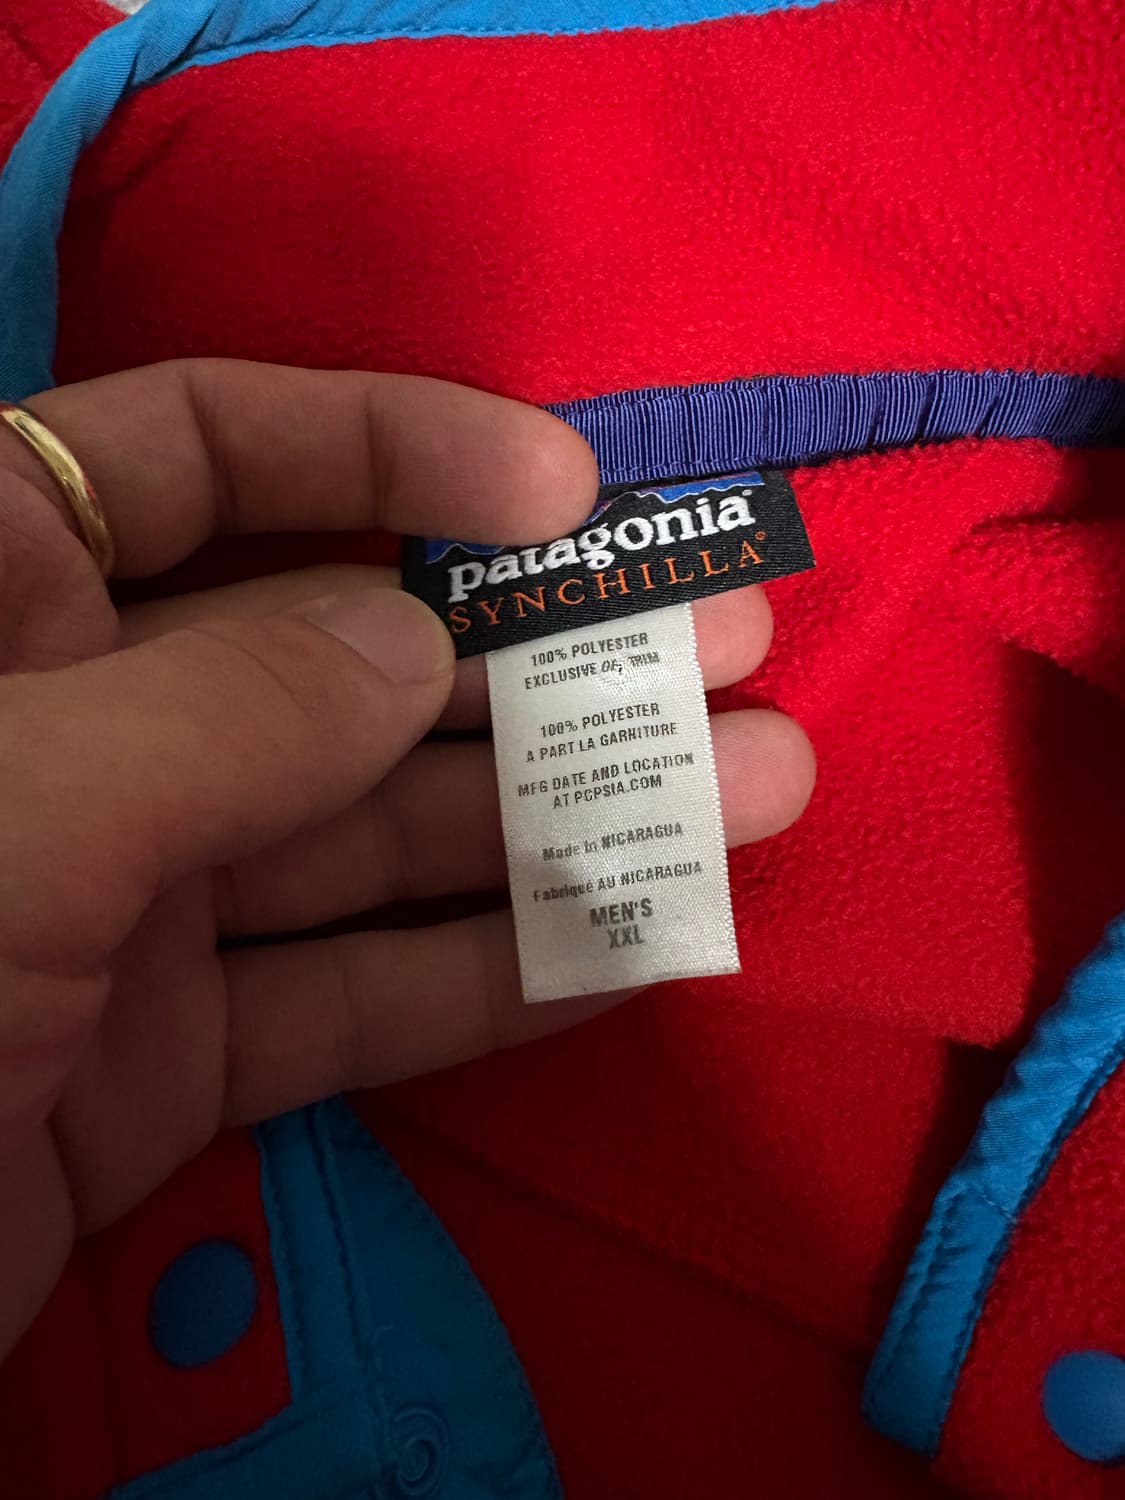 patagonia®
SYNCHILLA®
100% POLYESTER
EXCLUSIVE OF TRIM
100% POLYESTER
A PART LA GARNITURE
MFG DATE AND LOCATION
AT PCPSIA.COM
Made in NICARAGUA
Fabriqué AU NICARAGUA
MEN'S
XXL